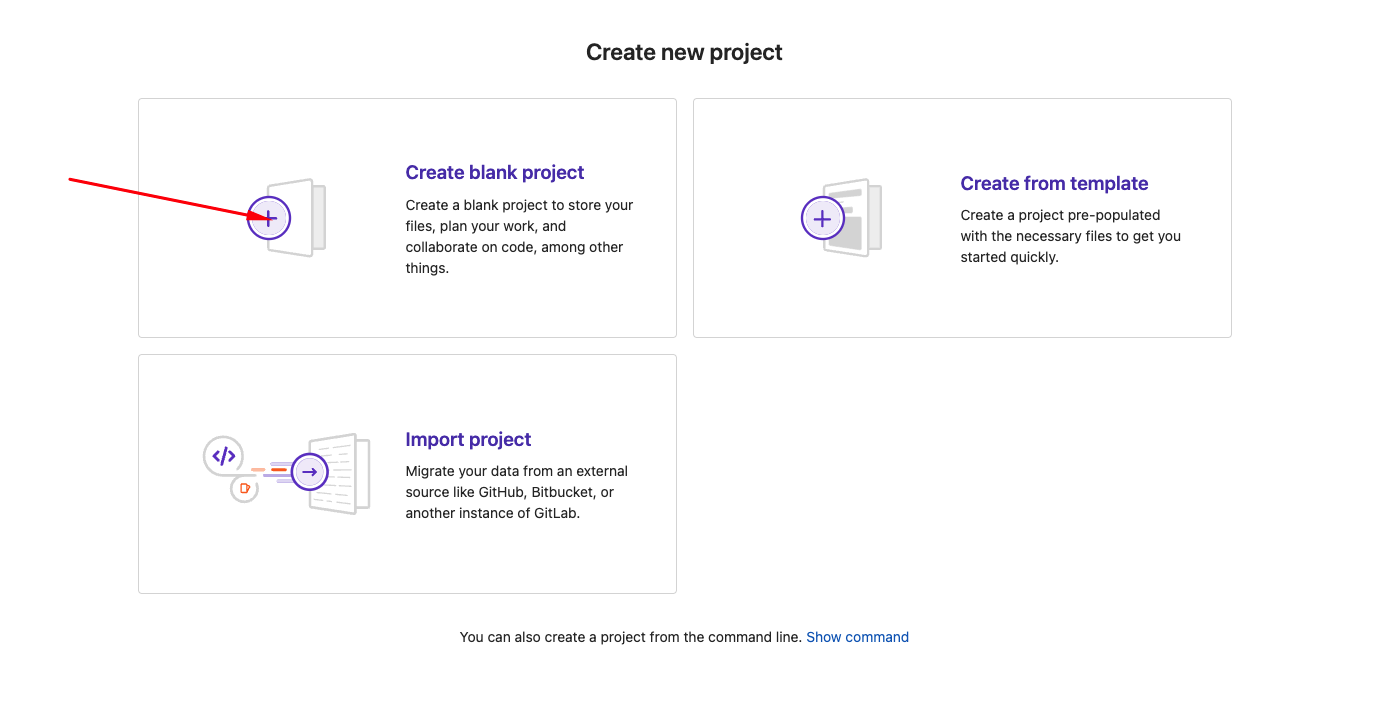 Create new project
Create blank project
Create a blank project to store your
files, plan your work, and
collaborate on code, among other
things.
Create from template
Create a project pre-populated
with the necessary files to get you
started quickly.
Import project
Migrate your data from an external
source like GitHub, Bitbucket, or
another instance of GitLab.
You can also create a project from the command line. Show command